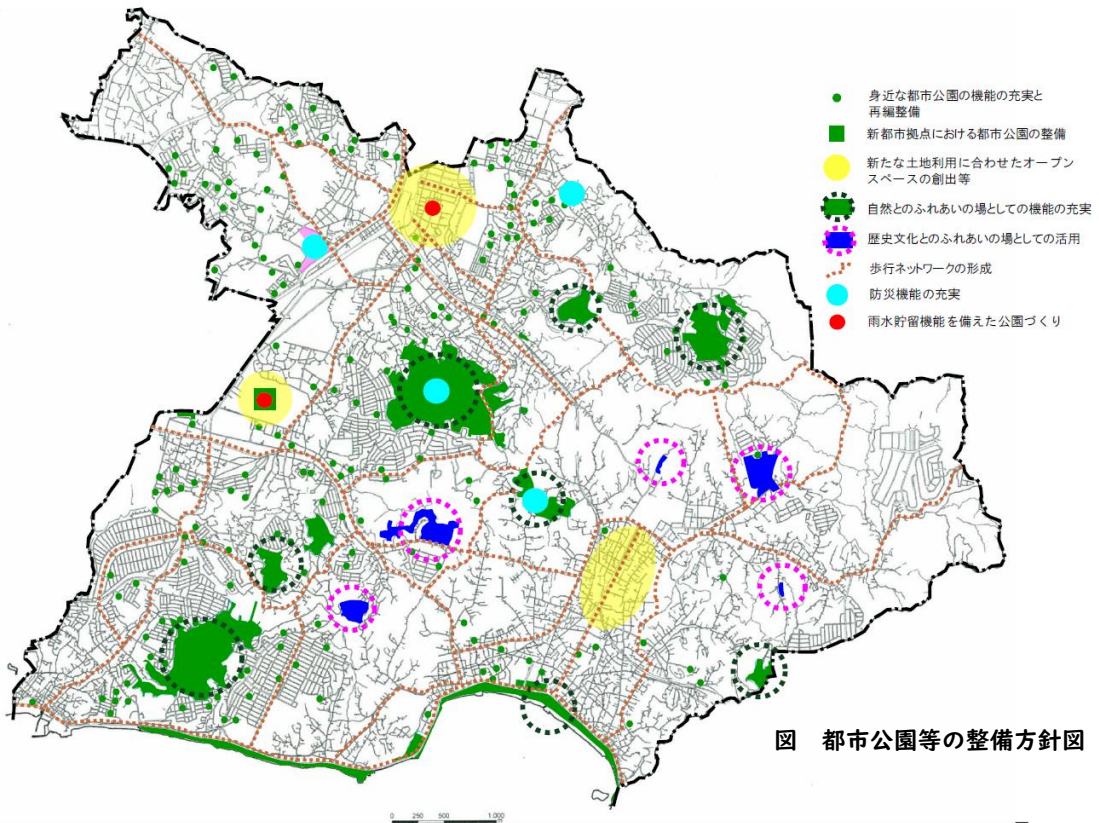 身近な都市公園の機能の充実と
再編整備
新都市拠点における都市公園の整備
新たな土地利用に合わせたオープン
スペースの創出等
自然とのふれあいの場としての機能の充実
歴史文化とのふれあいの場としての活用
歩行ネットワークの形成
防災機能の充実
雨水貯留機能を備えた公園づくり
図 都市公園等の整備方針図
0 250 500 1,000